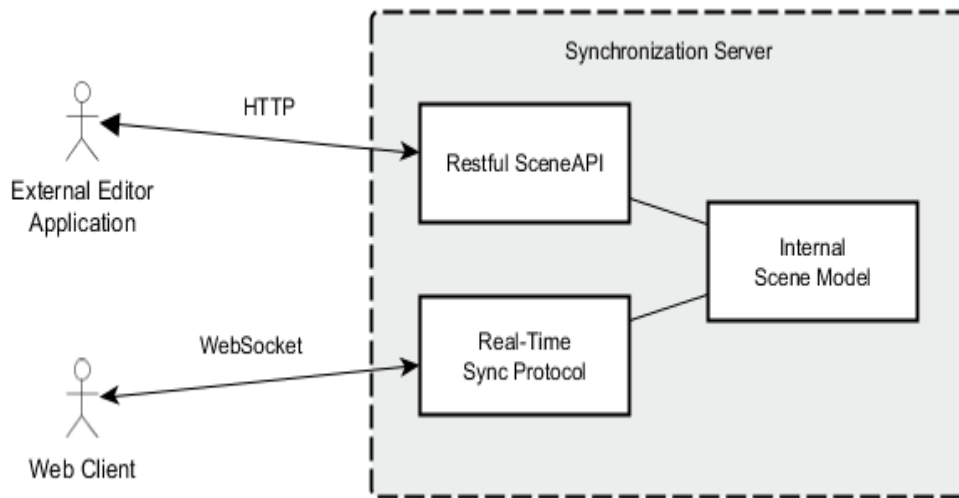 Synchronization Server
HTTP
Restful SceneAPI
External Editor
Application
Internal
Scene Model
WebSocket
Real-Time
Sync Protocol
Web Client